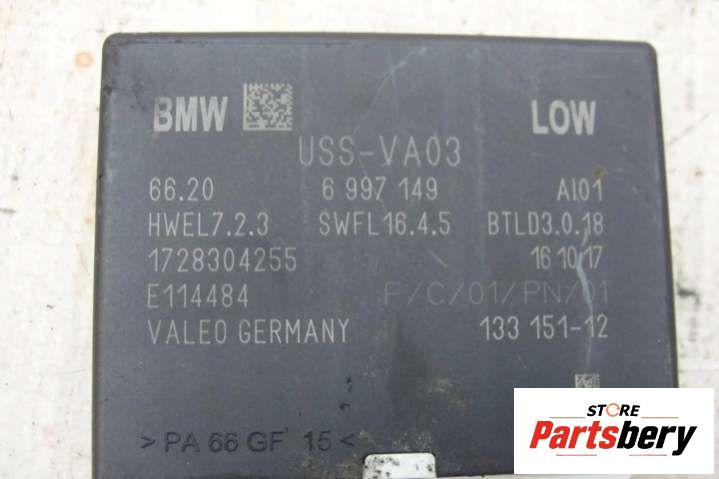 BMW LOW
USS-VA03
66.20 6 997 149 AI01
HWEL7.2.3 SWFL16.4.5 BTLD3.0.18
1728304255 16 10 17
E114484 F/C/01/PN/01
VALEO GERMANY 133 151-12
>PA 66 GF 15<
STORE
Partsbery